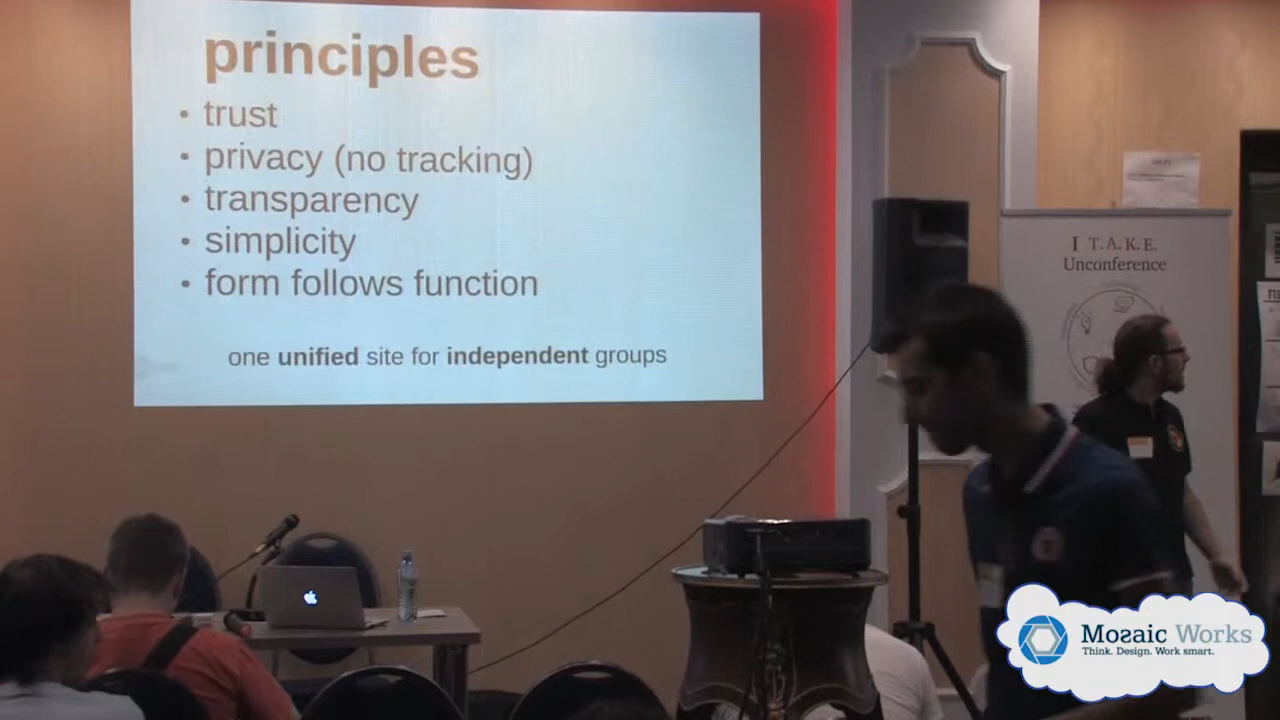 principles
• trust
• privacy (no tracking)
• transparency
• simplicity
• form follows function
one unified site for independent groups
I T.A.K.E.
Unconference
Mozaic Works
Think. Design. Work smart.